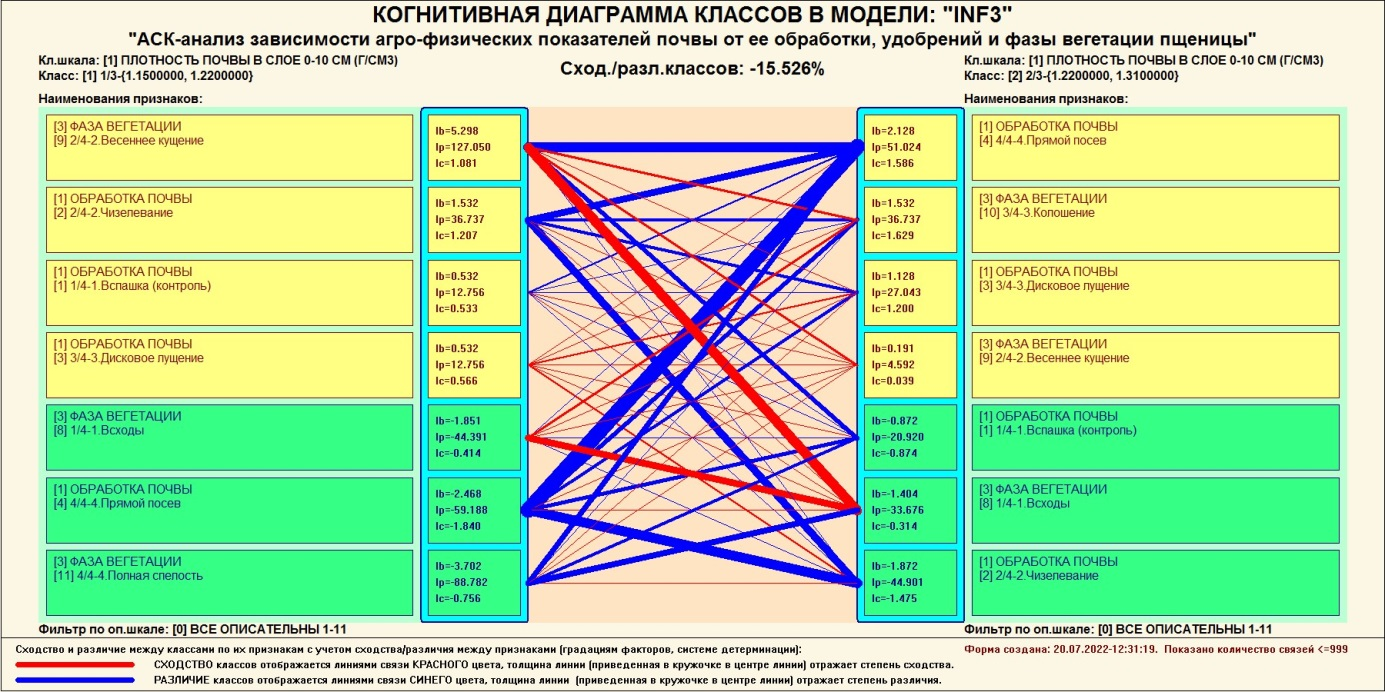 КОГНИТИВНАЯ ДИАГРАММА КЛАССОВ В МОДЕЛИ: "INF3"
"АСК-анализ зависимости агро-физических показателей почвы от ее обработки, удобрений и фазы вегетации пщеницы"
Кл.шкала: [1] ПЛОТНОСТЬ ПОЧВЫ В СЛОЕ 0-10 СМ (Г/СМ3)
Класс: [1] 1/3-{1.1500000, 1.2200000}
Сход./разл.классов: -15.526%
Кл.шкала: [1] ПЛОТНОСТЬ ПОЧВЫ В СЛОЕ 0-10 СМ (Г/СМ3)
Класс: [2] 2/3-{1.2200000, 1.3100000}
Наименования признаков:
Наименования признаков:
[3] ФАЗА ВЕГЕТАЦИИ
[9] 2/4-2.Весеннее кущение
Ib=5.298
Ip=127.050
Ic=1.081
Ib=2.128
Ip=51.024
Ic=1.586
[1] ОБРАБОТКА ПОЧВЫ
[4] 4/4-4.Прямой посев
[1] ОБРАБОТКА ПОЧВЫ
[2] 2/4-2.Чизелевание
Ib=1.532
Ip=36.737
Ic=1.207
Ib=1.532
Ip=36.737
Ic=1.629
[3] ФАЗА ВЕГЕТАЦИИ
[10] 3/4-3.Колошение
[1] ОБРАБОТКА ПОЧВЫ
[1] 1/4-1.Вспашка (контроль)
Ib=0.532
Ip=12.756
Ic=0.533
Ib=1.128
Ip=27.043
Ic=1.200
[1] ОБРАБОТКА ПОЧВЫ
[3] 3/4-3.Дисковое лущение
[1] ОБРАБОТКА ПОЧВЫ
[3] 3/4-3.Дисковое лущение
Ib=0.532
Ip=12.756
Ic=0.566
Ib=0.191
Ip=4.592
Ic=0.039
[3] ФАЗА ВЕГЕТАЦИИ
[9] 2/4-2.Весеннее кущение
[3] ФАЗА ВЕГЕТАЦИИ
[8] 1/4-1.Всходы
Ib=-1.851
Ip=-44.391
Ic=-0.414
Ib=-0.872
Ip=-20.920
Ic=-0.874
[1] ОБРАБОТКА ПОЧВЫ
[1] 1/4-1.Вспашка (контроль)
[1] ОБРАБОТКА ПОЧВЫ
[4] 4/4-4.Прямой посев
Ib=-2.468
Ip=-59.188
Ic=-1.840
Ib=-1.404
Ip=-33.676
Ic=-0.314
[3] ФАЗА ВЕГЕТАЦИИ
[8] 1/4-1.Всходы
[3] ФАЗА ВЕГЕТАЦИИ
[11] 4/4-4.Полная спелость
Ib=-3.702
Ip=-88.782
Ic=-0.756
Ib=-1.872
Ip=-44.901
Ic=-1.475
[1] ОБРАБОТКА ПОЧВЫ
[2] 2/4-2.Чизелевание
Фильтр по оп.шкале: [0] ВСЕ ОПИСАТЕЛЬНЫ 1-11
Фильтр по оп.шкале: [0] ВСЕ ОПИСАТЕЛЬНЫ 1-11
Сходство и различие между классами по их признакам с учетом сходства/различия между признаками (градациям факторов, системе детерминации):
Форма создана: 20.07.2022-12:31:19. Показано количество связей <=999
СХОДСТВО классов отображается линиями связи КРАСНОГО цвета, толщина линии (приведенная в кружочке в центре линии) отражает степень сходства.
РАЗЛИЧИЕ классов отображается линиями связи СИНЕГО цвета, толщина линии (приведенная в кружочке в центре линии) отражает степень различия.